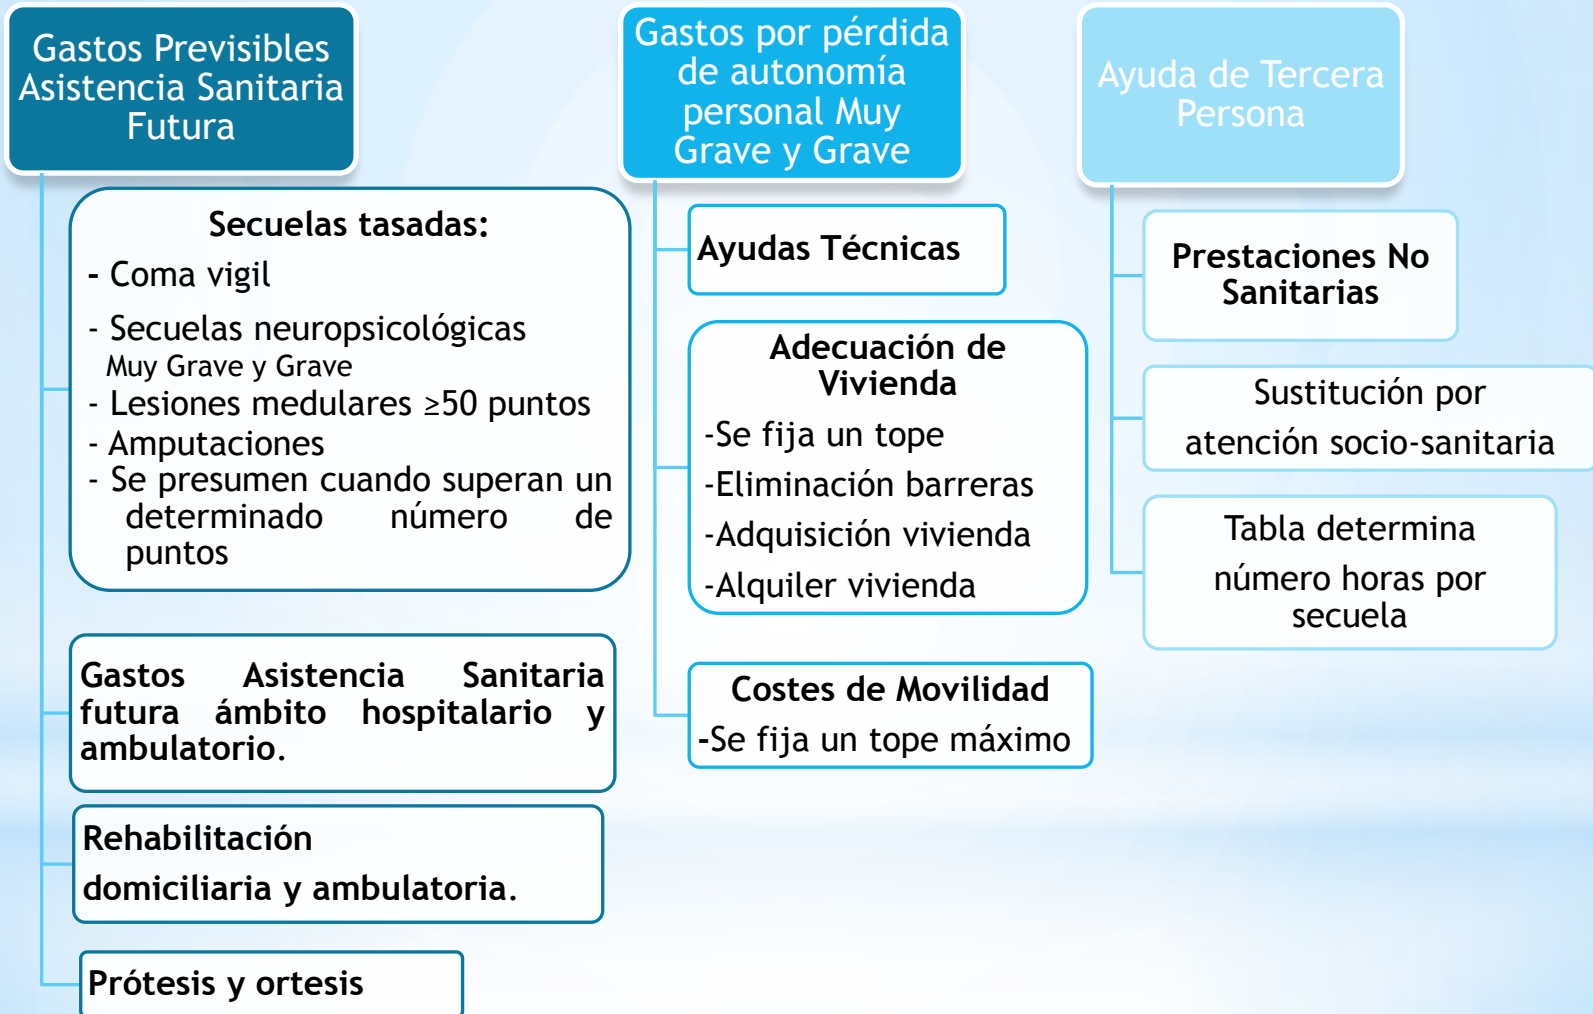 Gastos Previsibles
Asistencia Sanitaria
Futura
Secuelas tasadas:
- Coma vigil
- Secuelas neuropsicológicas
Muy Grave y Grave
- Lesiones medulares ≥50 puntos
- Amputaciones
- Se presumen cuando superan un
determinado número de
puntos
Gastos Asistencia Sanitaria
futura ámbito hospitalario y
ambulatorio.
Rehabilitación
domiciliaria y ambulatoria.
Prótesis y ortesis
Gastos por pérdida
de autonomía
personal Muy
Grave y Grave
Ayudas Técnicas
Adecuación de
Vivienda
-Se fija un tope
-Eliminación barreras
-Adquisición vivienda
-Alquiler vivienda
Costes de Movilidad
-Se fija un tope máximo
Ayuda de Tercera
Persona
Prestaciones No
Sanitarias
Sustitución por
atención socio-sanitaria
Tabla determina
número horas por
secuela